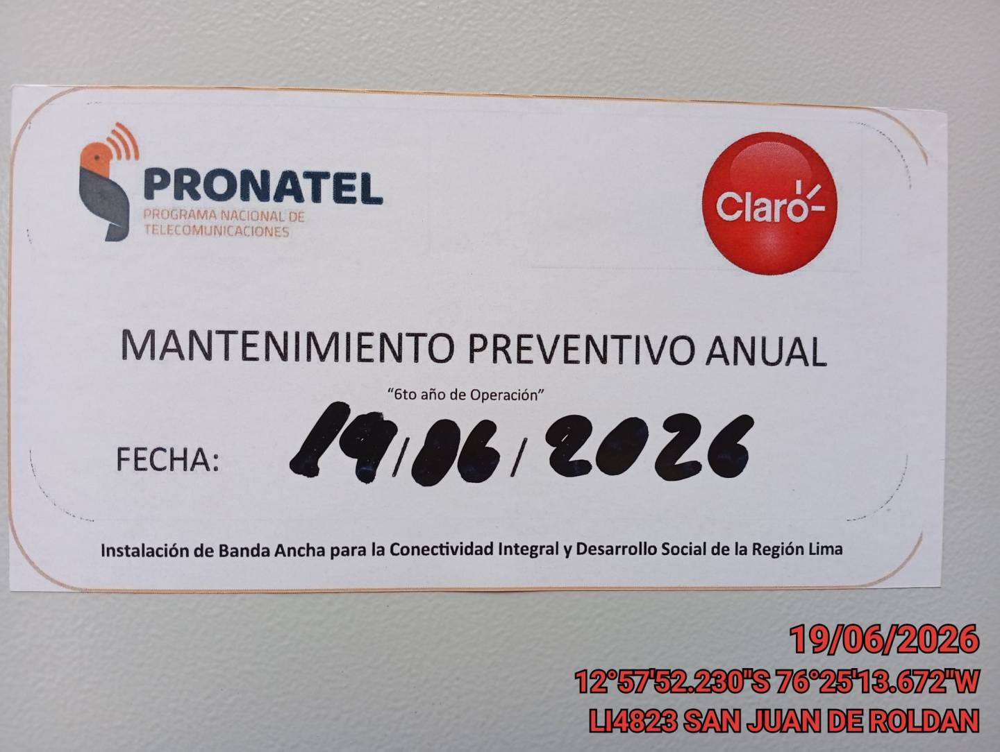 PRONATEL
PROGRAMA NACIONAL DE
TELECOMUNICACIONES
Claro
MANTENIMIENTO PREVENTIVO ANUAL
“6to año de Operación”
FECHA: 19/06/2026
Instalación de Banda Ancha para la Conectividad Integral y Desarrollo Social de la Región Lima
19/06/2026
12°57'52.230"S 76°25'13.672"W
LI4823 SAN JUAN DE ROLDAN